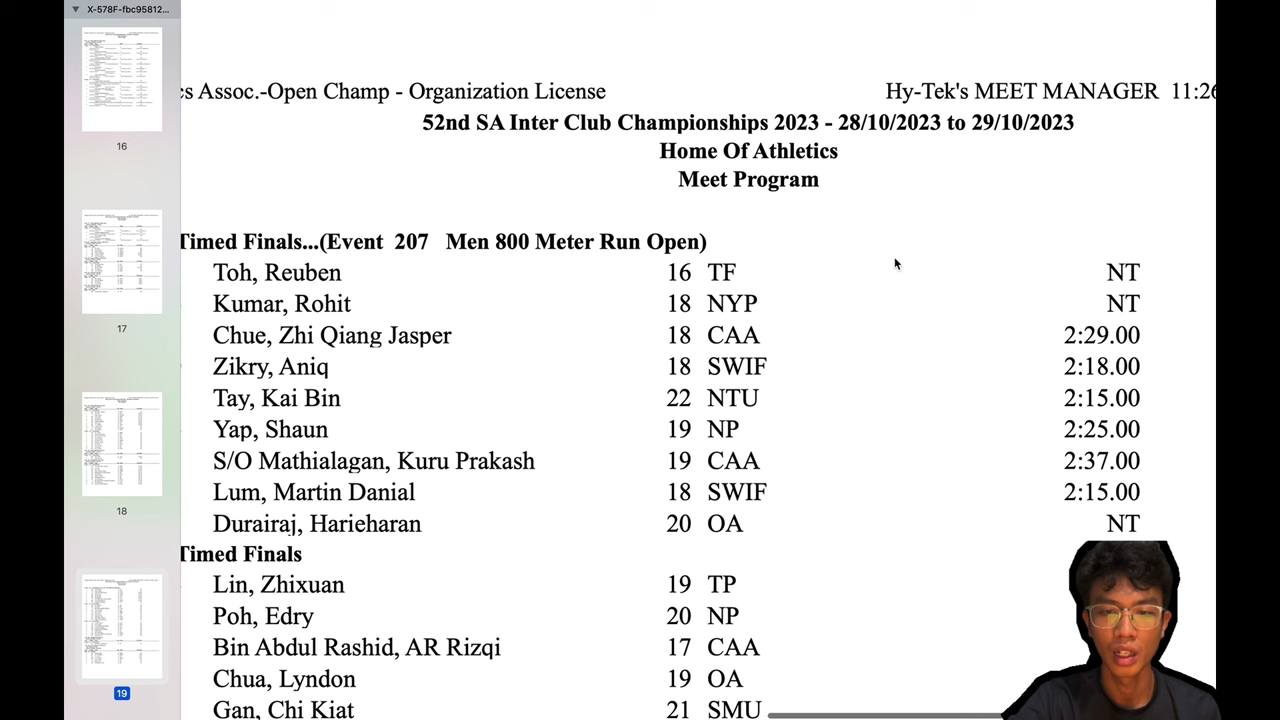 X-578F-fbc95812...
16
17
18
19
cs Assoc.-Open Champ - Organization License Hy-Tek's MEET MANAGER 11:26
52nd SA Inter Club Championships 2023 - 28/10/2023 to 29/10/2023
Home Of Athletics
Meet Program
Timed Finals...(Event 207 Men 800 Meter Run Open)
Toh, Reuben 16 TF NT
Kumar, Rohit 18 NYP NT
Chue, Zhi Qiang Jasper 18 CAA 2:29.00
Zikry, Aniq 18 SWIF 2:18.00
Tay, Kai Bin 22 NTU 2:15.00
Yap, Shaun 19 NP 2:25.00
S/O Mathialagan, Kuru Prakash 19 CAA 2:37.00
Lum, Martin Danial 18 SWIF 2:15.00
Durairaj, Harieharan 20 OA NT
Timed Finals
Lin, Zhixuan 19 TP
Poh, Edry 20 NP
Bin Abdul Rashid, AR Rizqi 17 CAA
Chua, Lyndon 19 OA
Gan, Chi Kiat 21 SMU